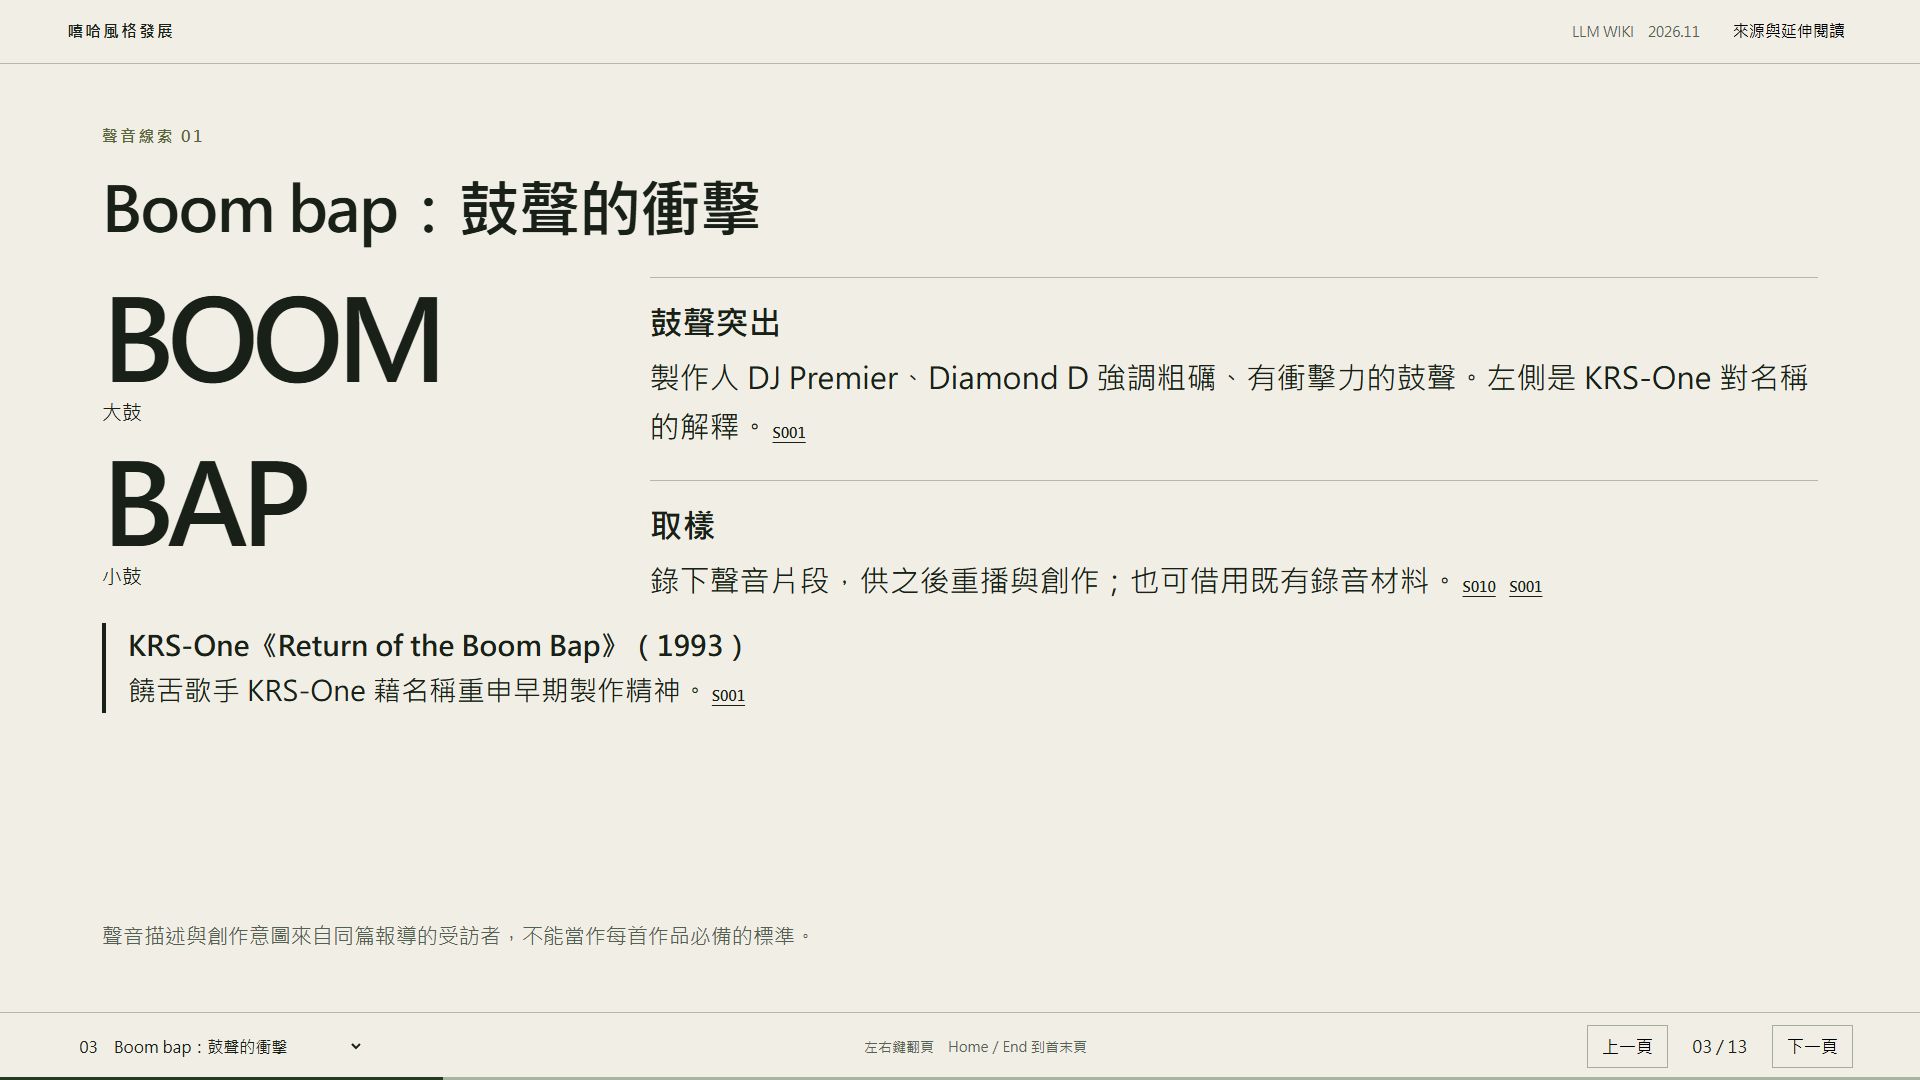 嘻哈風格發展
LLM WIKI 2026.11 來源與延伸閱讀
聲音線索 01
Boom bap：鼓聲的衝擊
BOOM
大鼓
BAP
小鼓
鼓聲突出
製作人 DJ Premier、Diamond D 強調粗礪、有衝擊力的鼓聲。左側是 KRS-One 對名稱
的解釋。 S001
取樣
錄下聲音片段，供之後重播與創作；也可借用既有錄音材料。 S010 S001
KRS-One《Return of the Boom Bap》（1993）
饒舌歌手 KRS-One 藉名稱重申早期製作精神。 S001
聲音描述與創作意圖來自同篇報導的受訪者，不能當作每首作品必備的標準。
03 Boom bap：鼓聲的衝擊
左右鍵翻頁 Home / End 到首末頁
上一頁 03 / 13 下一頁